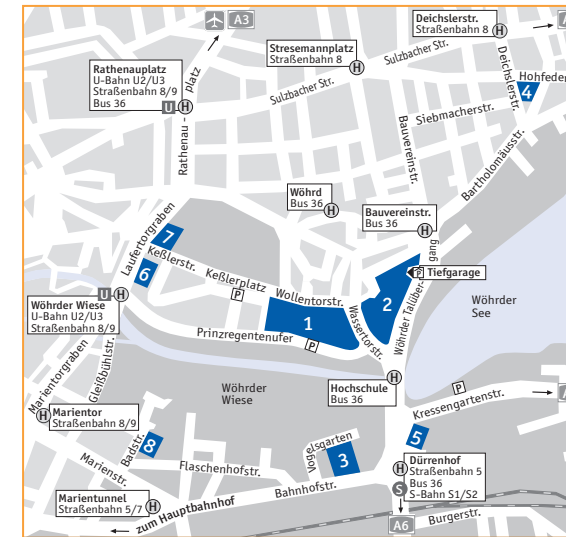 Deichslerstr.
Straßenbahn 8
H
A3
Stresemannplatz
Straßenbahn 8
H
Sulzbacher Str.
Rathenauplatz
U-Bahn U2/U3
Straßenbahn 8/9
Bus 36
U
H
Rathenau - platz
Sulzbacher Str.
Deichslerstr.
Hohfeder
4
Siebmacherstr.
Bauvereinstr.
Bartholomäusstr.
Wöhrd
Bus 36
H
Bauvereinstr.
Bus 36
H
Laufertorgraben
7
6
Keßlerstr.
Keßlerplatz
P
Wollentorstr.
1
Prinzregentenufer
P
Wassertorstr.
2
P
Tiefgarage
Wöhrder Talüber-
gang
Wöhrder
See
U
H
Wöhrder Wiese
U-Bahn U2/U3
Straßenbahn 8/9
Marientorgraben
Gleißbühlstr.
Wöhrder
Wiese
Hochschule
Bus 36
H
P
Kressengartenstr.
A
H
Marientor
Straßenbahn 8/9
Badstr.
8
Marienstr.
Flaschenhofstr.
Vogelsgarten
3
5
Dürrenhof
Straßenbahn 5
Bus 36
S-Bahn S1/S2
H
S
Marientunnel
Straßenbahn 5/7
H
Bahnhofstr.
zum Hauptbahnhof
A6
Burgerstr.